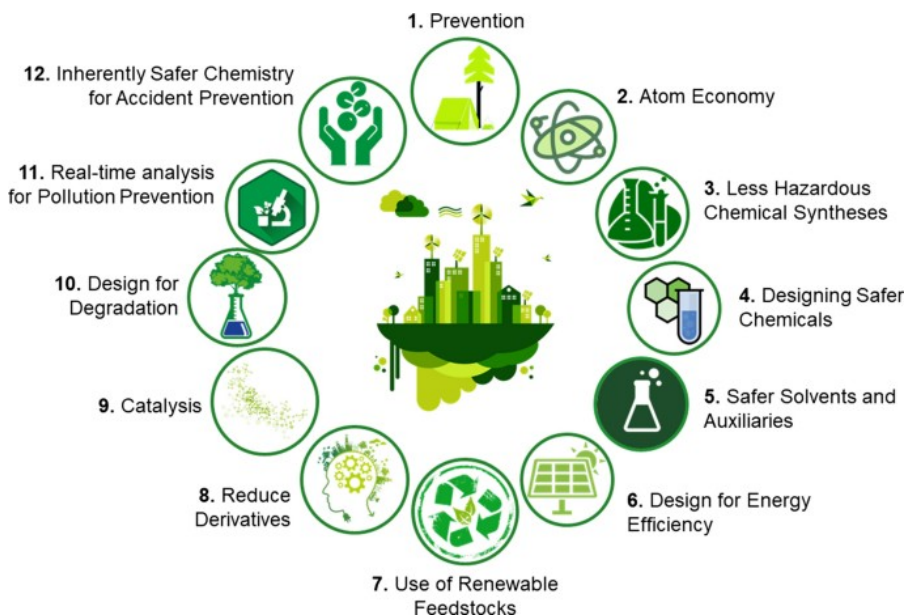 1. Prevention
2. Atom Economy
3. Less Hazardous
Chemical Syntheses
4. Designing Safer
Chemicals
5. Safer Solvents and
Auxiliaries
6. Design for Energy
Efficiency
7. Use of Renewable
Feedstocks
8. Reduce
Derivatives
9. Catalysis
10. Design for
Degradation
11. Real-time analysis
for Pollution Prevention
12. Inherently Safer Chemistry
for Accident Prevention